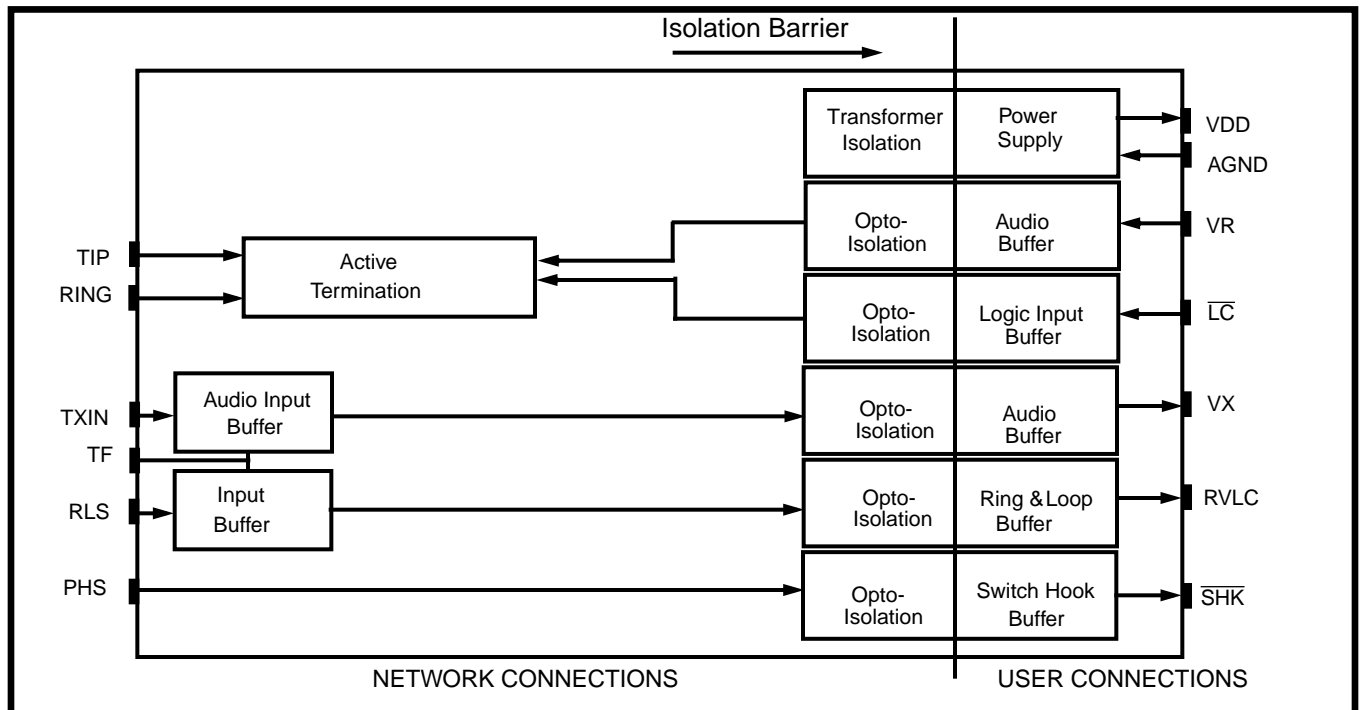 Isolation Barrier
Transformer
Isolation
Power
Supply
VDD
AGND
Opto-
Isolation
Audio
Buffer
VR
TIP
RING
Active
Termination
Opto-
Isolation
Logic Input
Buffer
LC
TXIN
TF
Audio Input
Buffer
Opto-
Isolation
Audio
Buffer
VX
RLS
Input
Buffer
Opto-
Isolation
Ring & Loop
Buffer
RVLC
PHS
Opto-
Isolation
Switch Hook
Buffer
SHK
NETWORK CONNECTIONS
USER CONNECTIONS